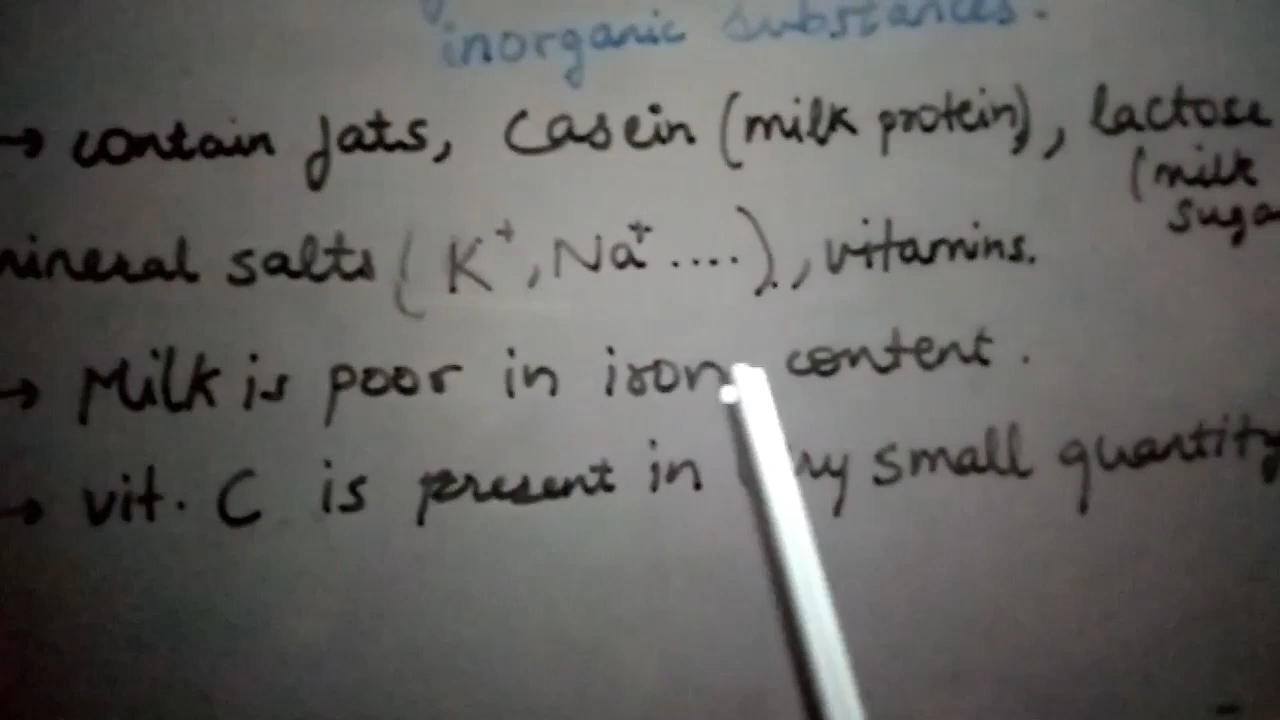 inorganic substances.
→ contain fats, Casein (milk protein), lactose
(milk
mineral salts (K⁺, Na⁺ ....), vitamins.
→ Milk is poor in iron content.
→ vit. C is present in small quantity